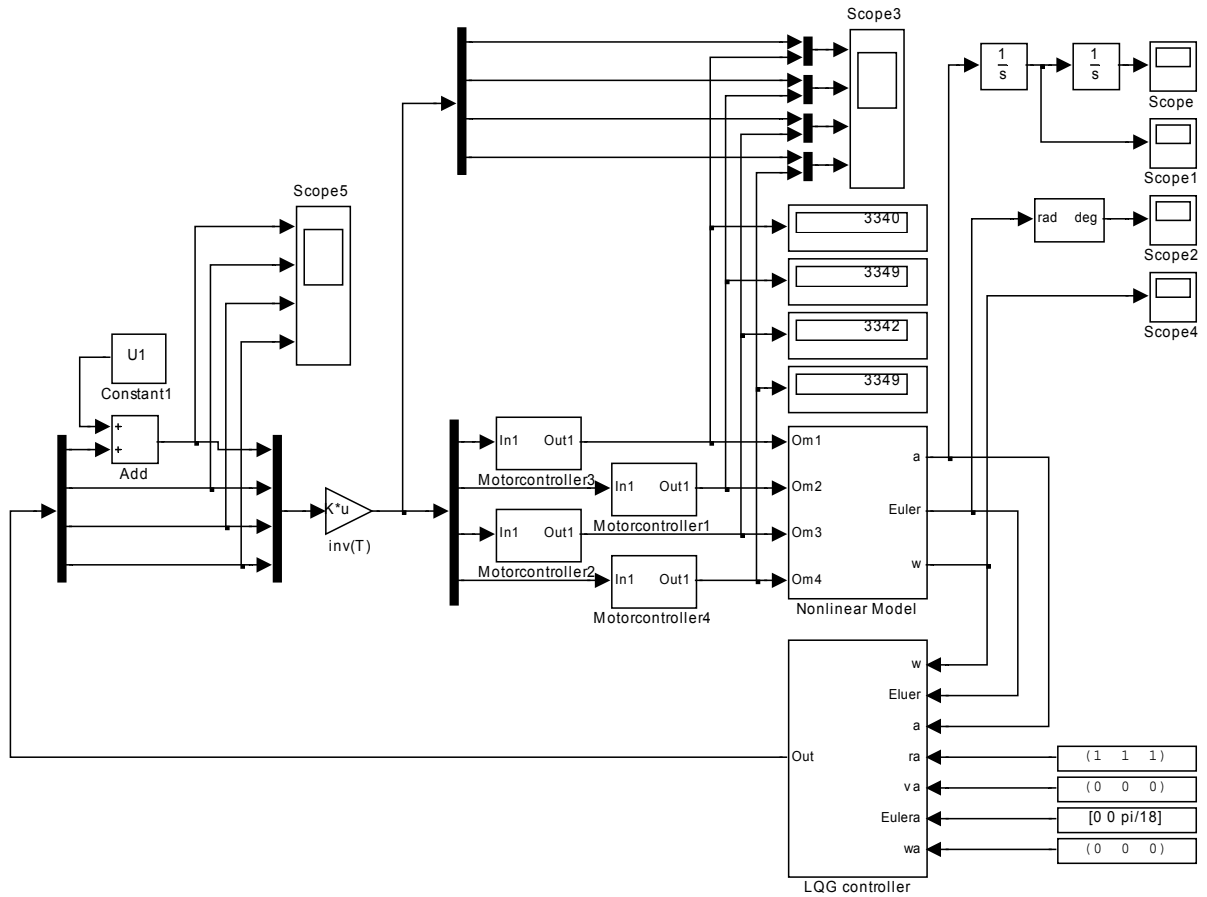 Scope3
1
s
1
s
Scope
Scope1
Scope5
rad deg
Scope2
Scope4
3340
3349
3342
3349
U1
Constant1
+
+
Add
K*u
inv(T)
In1 Out1
Motorcontroller3
In1 Out1
Motorcontroller1
In1 Out1
Motorcontroller2
In1 Out1
Motorcontroller4
Om1
Om2
Om3
Om4
a
Euler
w
Nonlinear Model
w
Eluer
a
Out
ra
va
Eulera
wa
LQG controller
(1 1 1)
(0 0 0)
[0 0 pi/18]
(0 0 0)